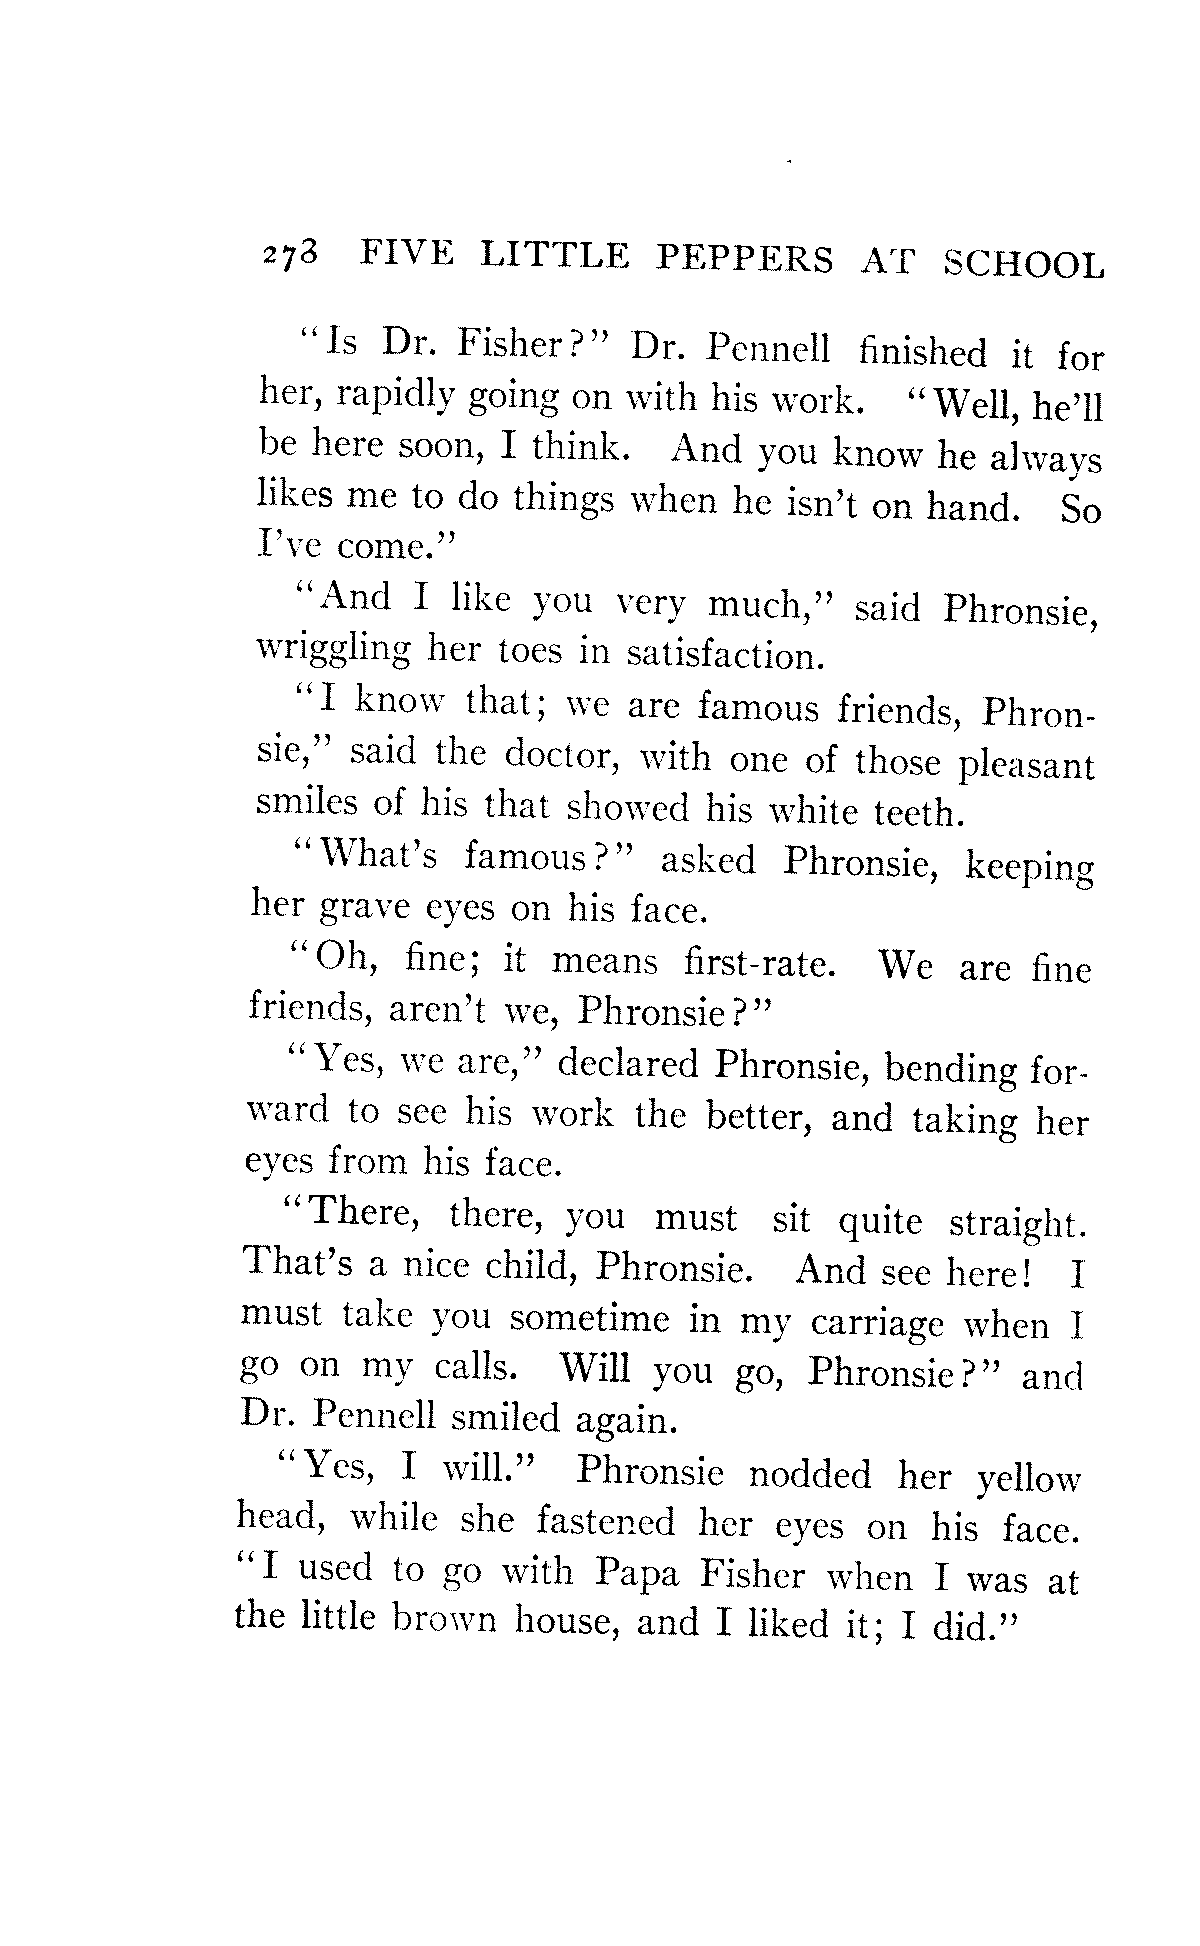 278 FIVE LITTLE PEPPERS AT SCHOOL
"Is Dr. Fisher?" Dr. Pennell finished it for
her, rapidly going on with his work. "Well, he'll
be here soon, I think. And you know he always
likes me to do things when he isn't on hand. So
I've come."
"And I like you very much," said Phronsie,
wriggling her toes in satisfaction.
"I know that; we are famous friends, Phron-
sie," said the doctor, with one of those pleasant
smiles of his that showed his white teeth.
"What's famous?" asked Phronsie, keeping
her grave eyes on his face.
"Oh, fine; it means first-rate. We are fine
friends, aren't we, Phronsie?"
"Yes, we are," declared Phronsie, bending for-
ward to see his work the better, and taking her
eyes from his face.
"There, there, you must sit quite straight.
That's a nice child, Phronsie. And see here! I
must take you sometime in my carriage when I
go on my calls. Will you go, Phronsie?" and
Dr. Pennell smiled again.
"Yes, I will." Phronsie nodded her yellow
head, while she fastened her eyes on his face.
"I used to go with Papa Fisher when I was at
the little brown house, and I liked it; I did."